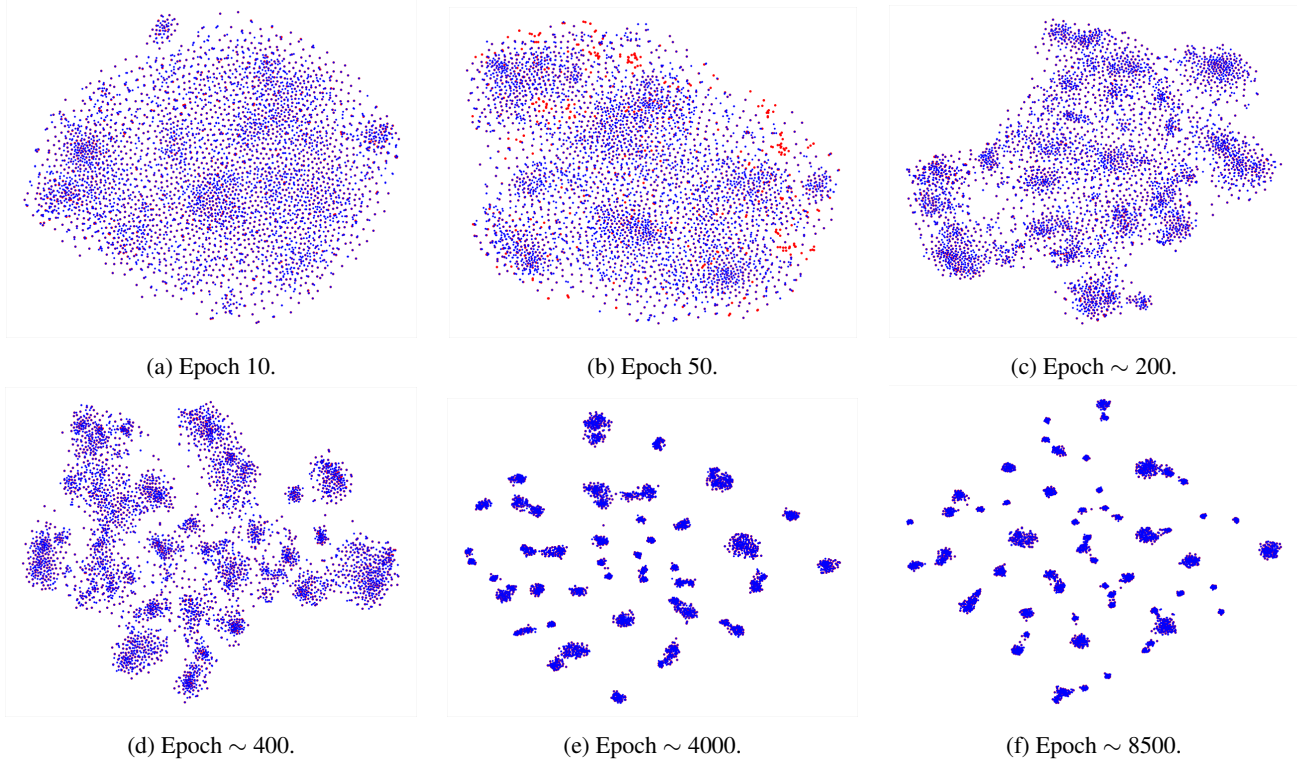 (a) Epoch 10.
(b) Epoch 50.
(c) Epoch ∼ 200.
(d) Epoch ∼ 400.
(e) Epoch ∼ 4000.
(f) Epoch ∼ 8500.